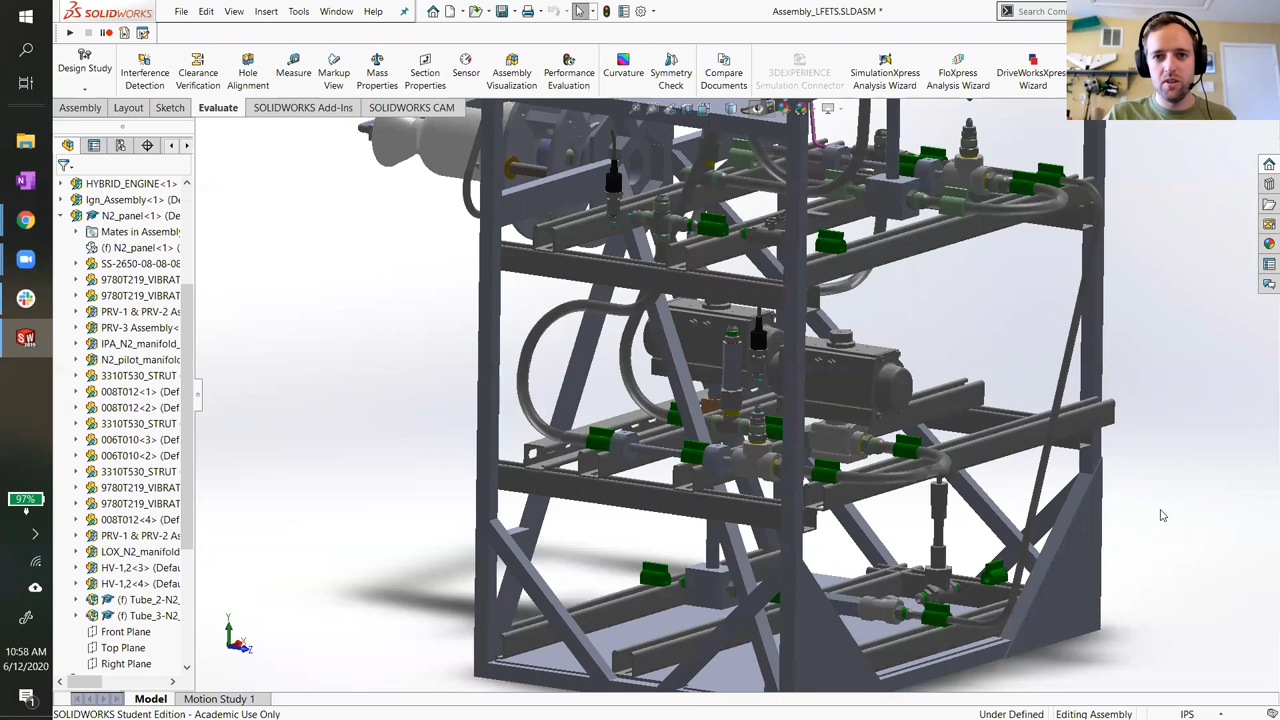 SOLIDWORKS
File Edit View Insert Tools Window Help
Assembly_LFETS.SLDASM *
Search Com
Design Study
Interference Detection
Clearance Verification
Hole Alignment
Measure
Markup View
Mass Properties
Section Properties
Sensor
Assembly Visualization
Performance Evaluation
Curvature
Symmetry Check
Compare Documents
3DEXPERIENCE Simulation Connector
SimulationXpress Analysis Wizard
FloXpress Analysis Wizard
DriveWorksXpress Wizard
Assembly Layout Sketch Evaluate SOLIDWORKS Add-Ins SOLIDWORKS CAM
HYBRID_ENGINE<1>
Ign_Assembly<1> (De
N2_panel<1> (De
Mates in Assembly
(f) N2_panel<1> (
SS-2650-08-08-08
9780T219_VIBRAT
9780T219_VIBRAT
PRV-1 & PRV-2 As
PRV-3 Assembly<
IPA_N2_manifold
N2_pilot_manifold
3310T530_STRUT
008T012<1> (Def
008T012<2> (Def
3310T530_STRUT
006T010<3> (Def
006T010<2> (Def
3310T530_STRUT
9780T219_VIBRAT
9780T219_VIBRAT
008T012<4> (Def
PRV-1 & PRV-2 As
LOX_N2_manifold
HV-1,2<3> (Defa
HV-1,2<4> (Defa
(f) Tube_2-N2_
(f) Tube_3-N2_
Front Plane
Top Plane
Right Plane
97%
10:58 AM
6/12/2020
1
Y
X
Z
Model Motion Study 1
SOLIDWORKS Student Edition - Academic Use Only
Under Defined Editing Assembly IPS